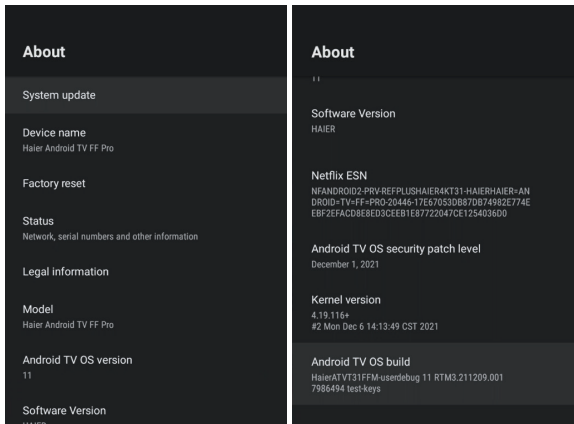 About
System update
Device name
Haier Android TV FF Pro
Factory reset
Status
Network, serial numbers and other information
Legal information
Model
Haier Android TV FF Pro
Android TV OS version
11
Software Version
HAIER
About
11
Software Version
HAIER
Netflix ESN
NFANDROID2-PRV-REFPLUSHAIER4KT31-HAIERHAIER=AN
DROID=TV=FF=PRO-20446-17E67053DB87DB74982E774E
EBF2EFACD8E8ED3CEEB1E87722047CE1254036D0
Android TV OS security patch level
December 1, 2021
Kernel version
4.19.116+
#2 Mon Dec 6 14:13:49 CST 2021
Android TV OS build
HaierATVT31FFM-userdebug 11 RTM3.211209.001
7986494 test-keys